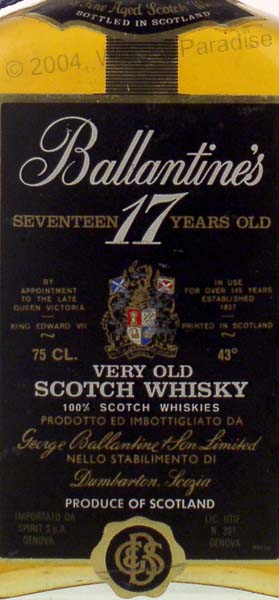 © 2004, W Paradise
Fine Aged Scotch W
BOTTLED IN SCOTLAND
Ballantine's
SEVENTEEN 17 YEARS OLD
BY
APPOINTMENT
TO THE LATE
QUEEN VICTORIA
KING EDWARD VII
IN USE
FOR OVER 145 YEARS
ESTABLISHED
1827
PRINTED IN SCOTLAND
75 CL. 43°
VERY OLD
SCOTCH WHISKY
100% SCOTCH WHISKIES
PRODOTTO ED IMBOTTIGLIATO DA
George Ballantine & Son Limited
NELLO STABILIMENTO DI
Dumbarton, Scozia
PRODUCE OF SCOTLAND
IMPORTATO DA
SPIRIT S.p.A.
GENOVA
LIC. UTIF.
N. 391
GENOVA